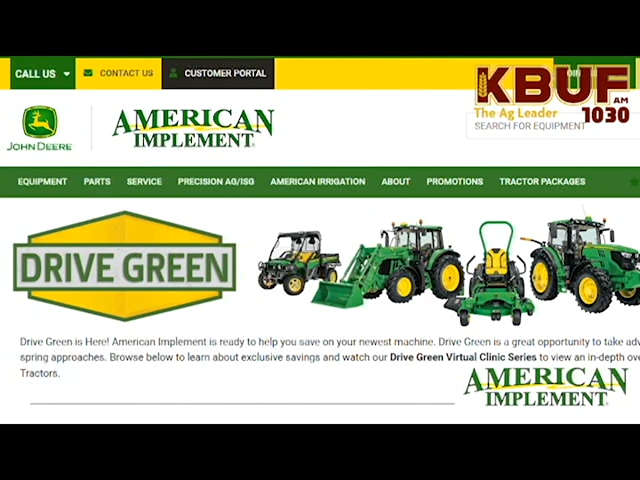 CALL US
CONTACT US
CUSTOMER PORTAL
KBUF AM
The Ag Leader 1030
JOHN DEERE
AMERICAN
IMPLEMENT
SEARCH FOR EQUIPMENT
EQUIPMENT PARTS SERVICE PRECISION AG/ISG AMERICAN IRRIGATION ABOUT PROMOTIONS TRACTOR PACKAGES
DRIVE GREEN
Drive Green is Here! American Implement is ready to help you save on your newest machine. Drive Green is a great opportunity to take adv
spring approaches. Browse below to learn about exclusive savings and watch our Drive Green Virtual Clinic Series to view an in-depth ov
Tractors.
AMERICAN
IMPLEMENT